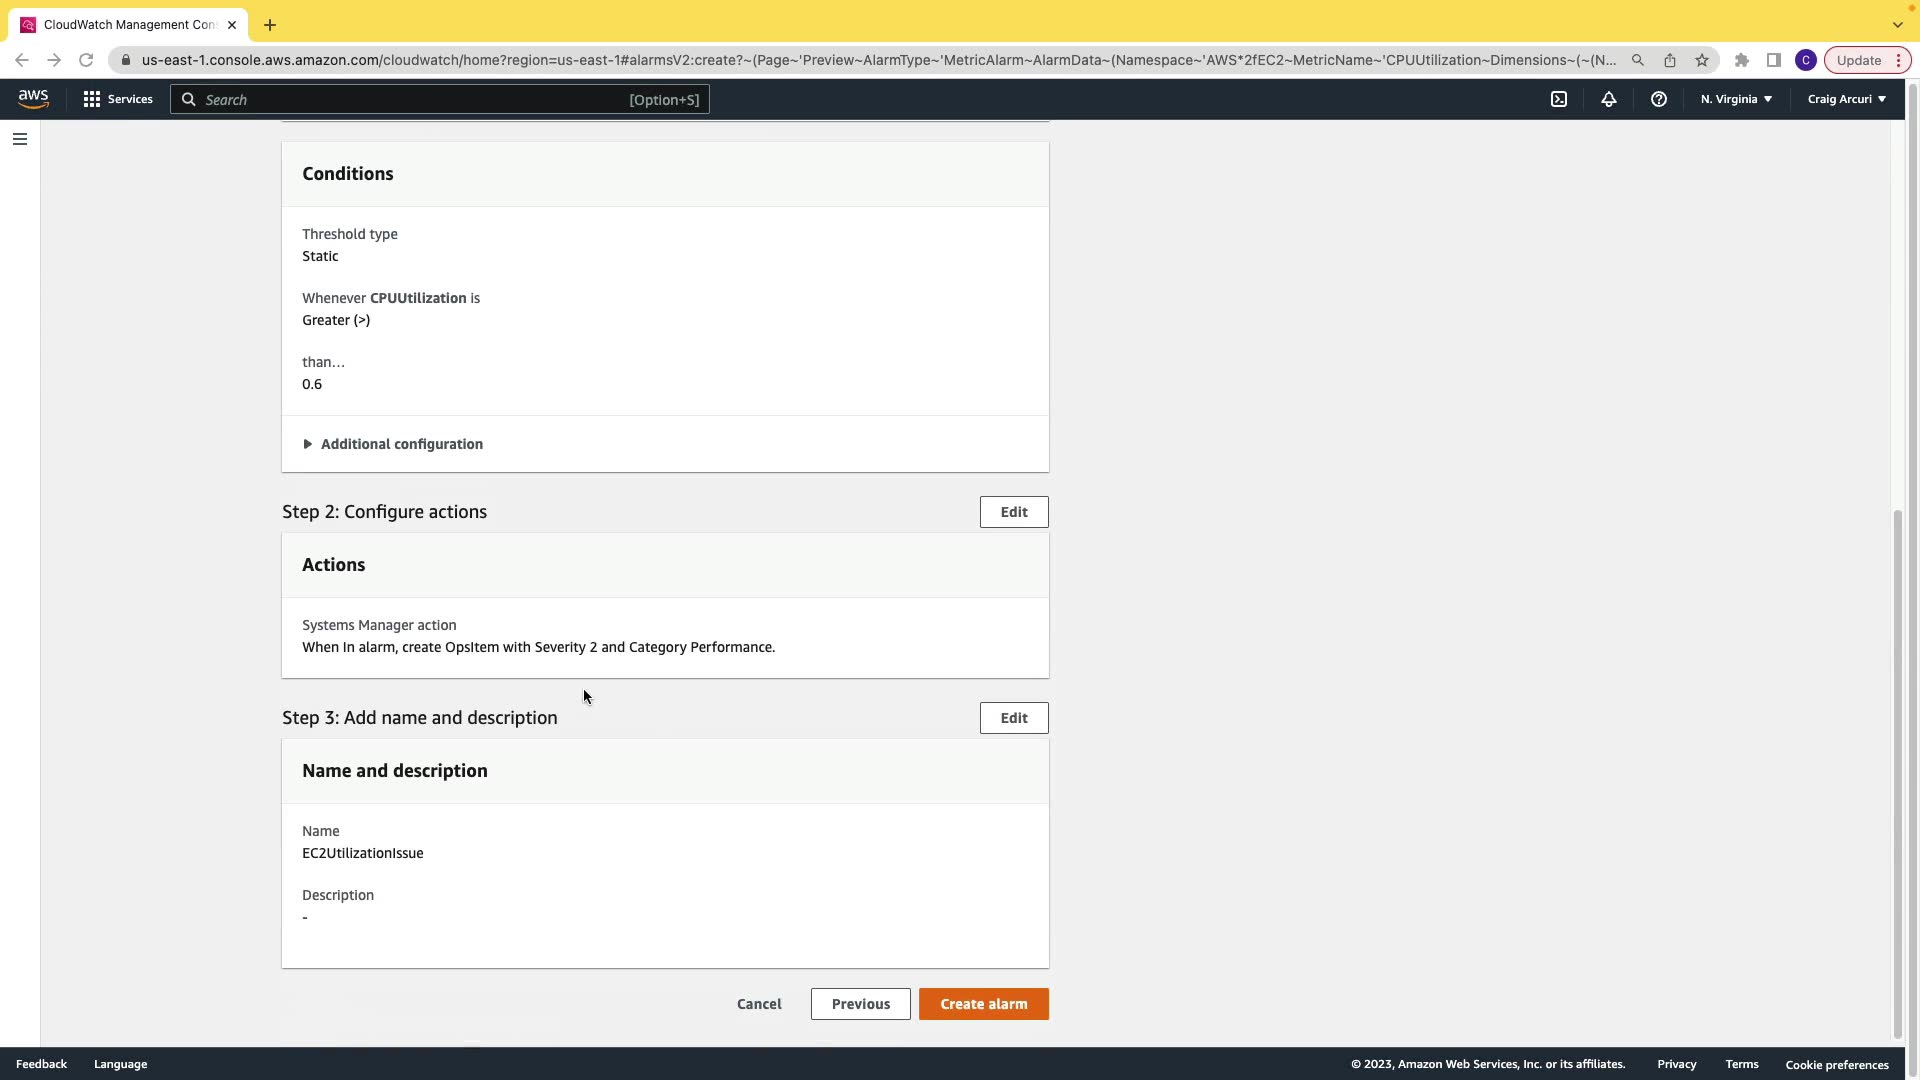 CloudWatch Management Con
us-east-1.console.aws.amazon.com/cloudwatch/home?region=us-east-1#alarmsV2:create?~(Page~'Preview~AlarmType~'MetricAlarm~AlarmData~(Namespace~'AWS*2fEC2~MetricName~'CPUUtilization~Dimensions~(~(N...
C
Update
aws
Services
Search
[Option+S]
N. Virginia
Craig Arcuri
Conditions
Threshold type
Static
Whenever CPUUtilization is
Greater (>)
than...
0.6
Additional configuration
Step 2: Configure actions
Edit
Actions
Systems Manager action
When In alarm, create OpsItem with Severity 2 and Category Performance.
Step 3: Add name and description
Edit
Name and description
Name
EC2UtilizationIssue
Description
-
Cancel
Previous
Create alarm
Feedback
Language
© 2023, Amazon Web Services, Inc. or its affiliates.
Privacy
Terms
Cookie preferences